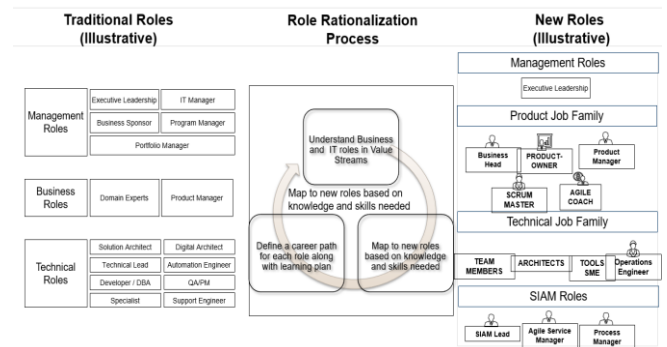 Traditional Roles
(Illustrative)
Role Rationalization
Process
New Roles
(Illustrative)
Management
Roles
Executive Leadership
IT Manager
Business Sponsor
Program Manager
Portfolio Manager
Business
Roles
Domain Experts
Product Manager
Technical
Roles
Solution Architect
Digital Architect
Technical Lead
Automation Engineer
Developer / DBA
QA/PM
Specialist
Support Engineer
Understand Business
and IT roles in Value
Streams
Map to new roles based on
knowledge and skills needed
Define a career path
for each role along
with learning plan
Map to new roles
based on knowledge
and skills needed
Management Roles
Executive Leadership
Product Job Family
Business
Head
PRODUCT-
OWNER
Product
Manager
SCRUM
MASTER
AGILE
COACH
Technical Job Family
TEAM
MEMBERS
ARCHITECTS
TOOLS
SME
Operations
Engineer
SIAM Roles
SIAM Lead
Agile Service
Manager
Process
Manager